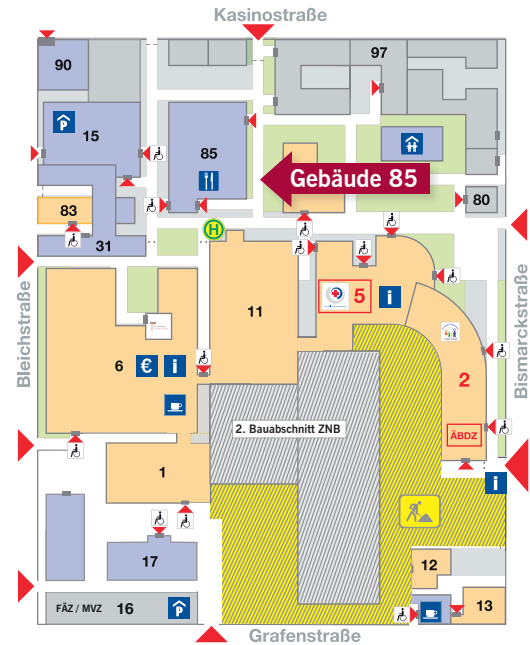 Kasinostraße
90
97
P
15
85
Gebäude 85
80
83
H
31
Bleichstraße
Bismarckstraße
5
i
11
6
€
i
2
2. Bauabschnitt ZNB
ÄBDZ
1
i
17
12
FÄZ / MVZ
16
P
13
Grafenstraße